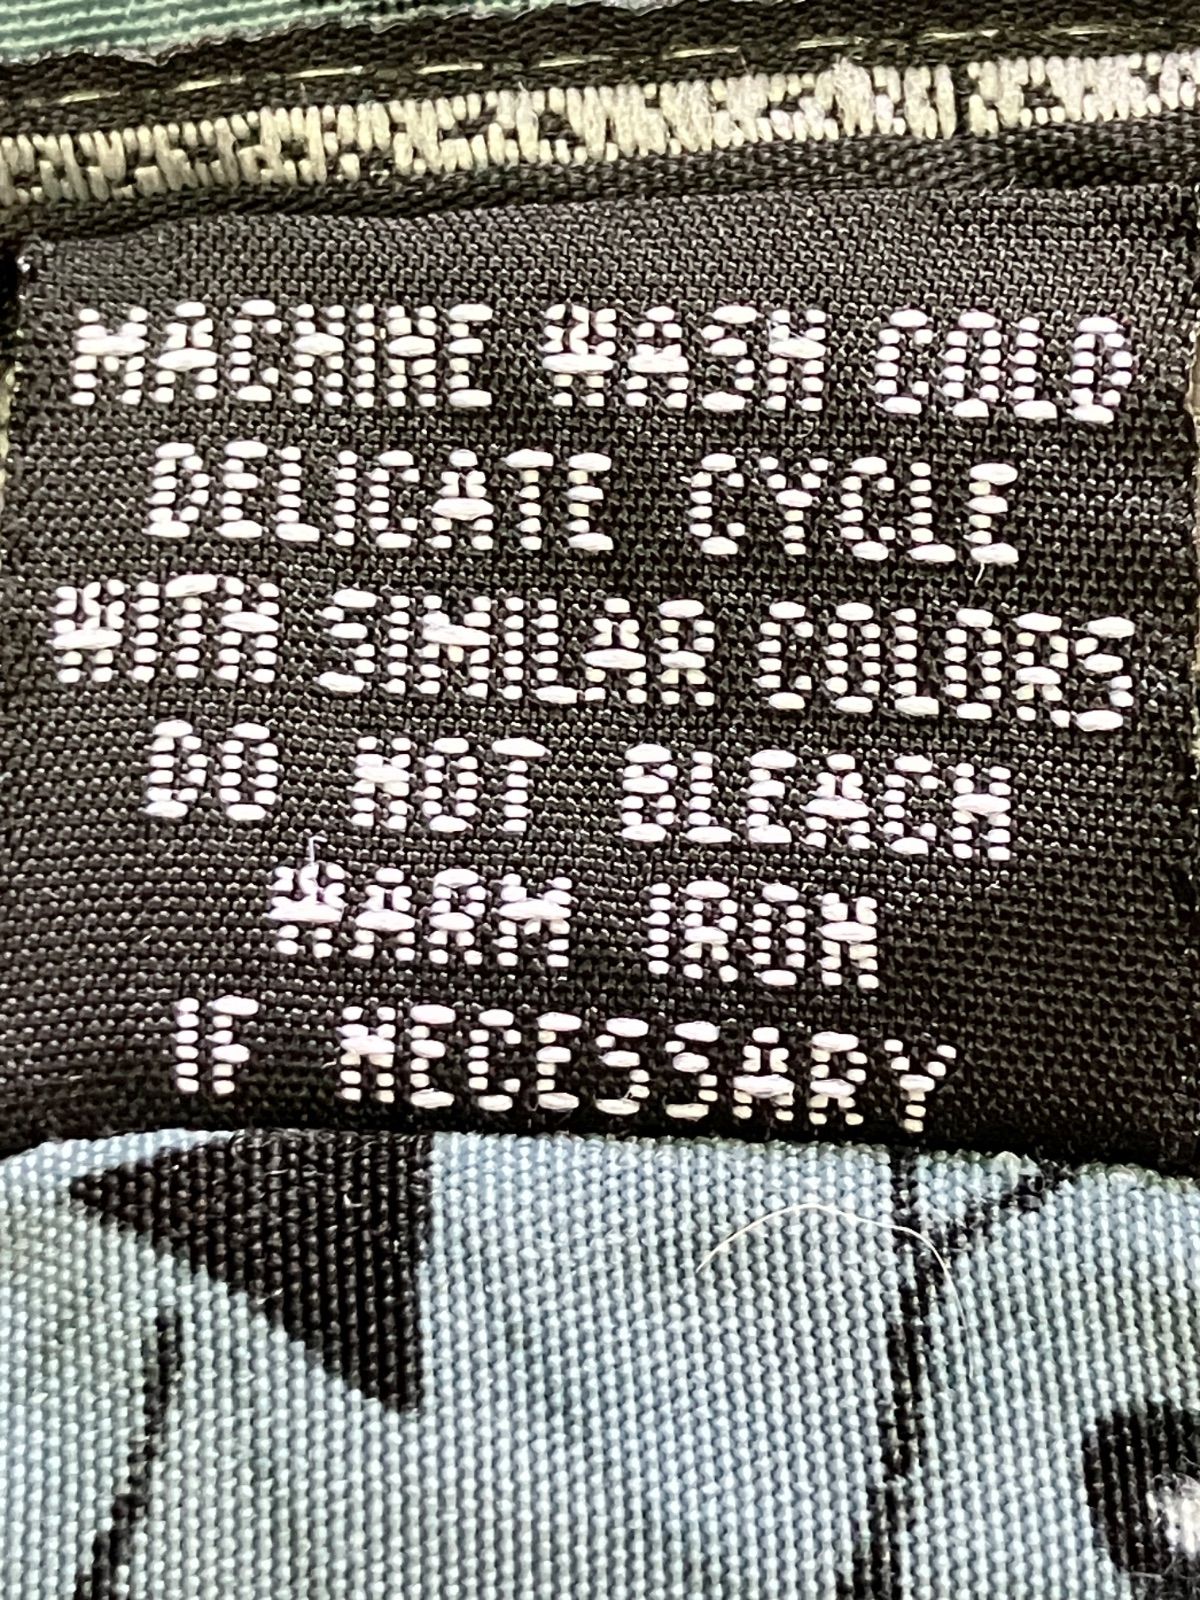 MACHINE WASH COLD
DELICATE CYCLE
WITH SIMILAR COLORS
DO NOT BLEACH
WARM IRON
IF NECESSARY